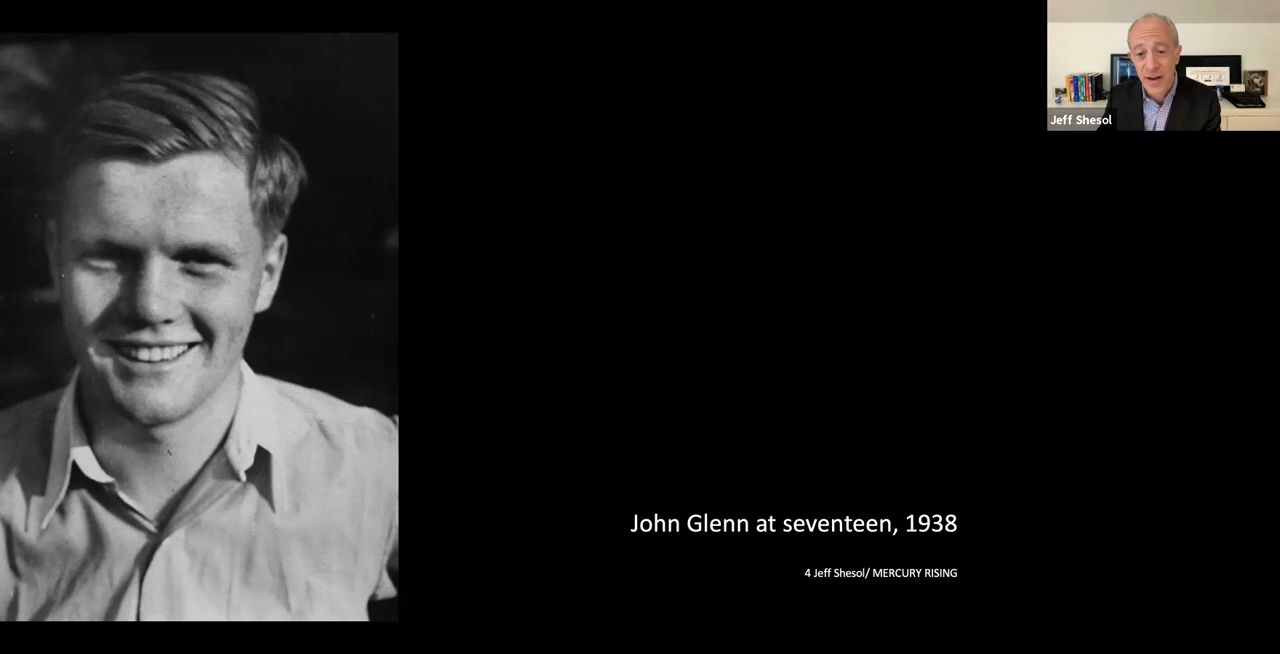 Jeff Shesol
John Glenn at seventeen, 1938
4 Jeff Shesol/ MERCURY RISING